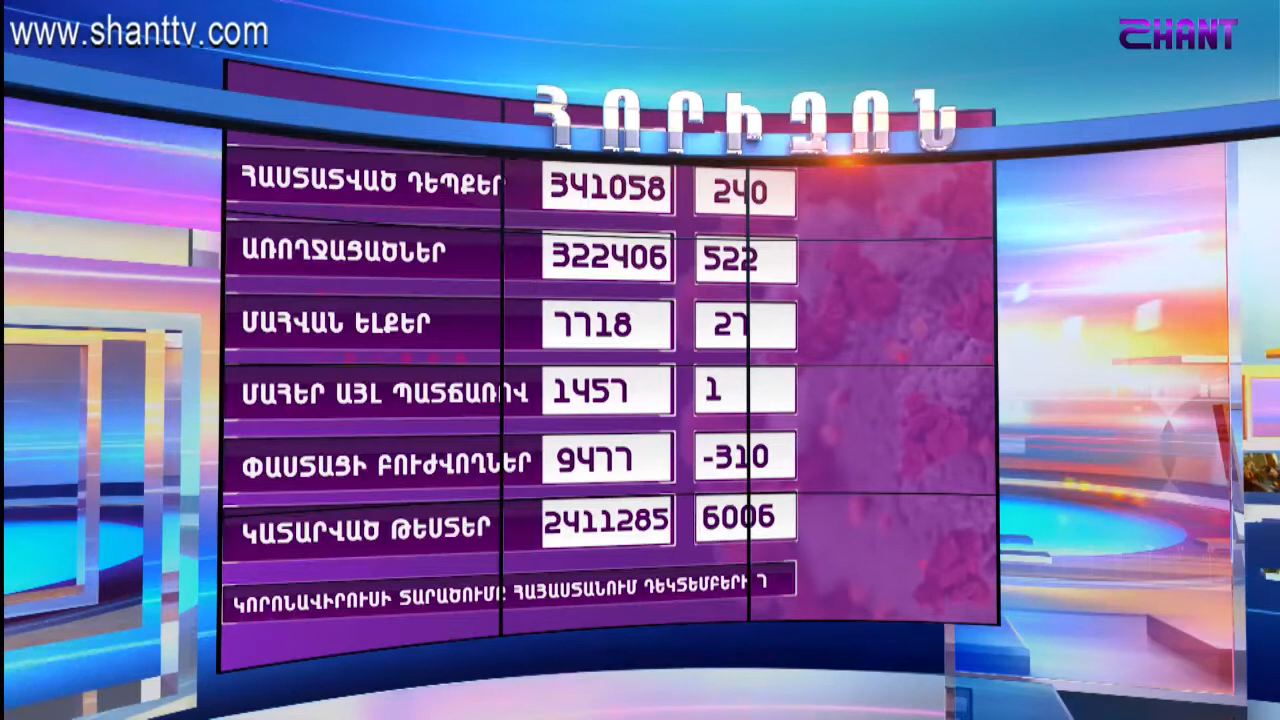 www.shanttv.com
SHANT
ՀՈՐԻԶՈՆ
ՀԱՍՏԱՏՎԱԾ ԴԵՊՔԵՐ 341058 240
ԱՌՈՂՋԱՑԱԾՆԵՐ 322406 522
ՄԱՀՎԱՆ ԵԼՔԵՐ 7718 27
ՄԱՀԵՐ ԱՅԼ ՊԱՏՃԱՌՈՎ 1457 1
ՓԱՍՏԱՑԻ ԲՈՒԺՎՈՂՆԵՐ 9477 -310
ԿԱՏԱՐՎԱԾ ԹԵՍՏԵՐ 2411285 6006
ԿՈՐՈՆԱՎԻՐՈՒՍԻ ՏԱՐԱԾՈՒՄԸ ՀԱՅԱՍՏԱՆՈՒՄ ԴԵԿՏԵՄԲԵՐԻ 7